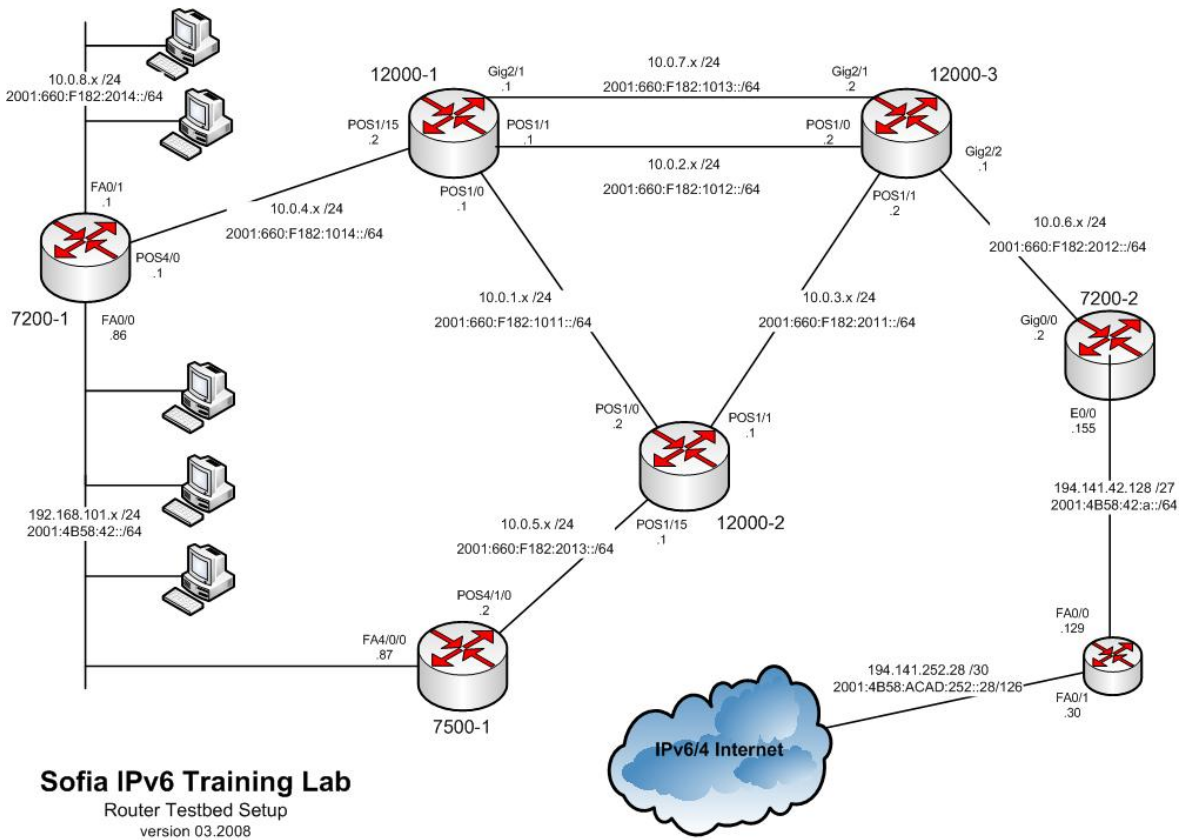 10.0.8.x /24
2001:660:F182:2014::/64
FA0/1
.1
7200-1
POS4/0
.1
FA0/0
.86
192.168.101.x /24
2001:4B58:42::/64
10.0.4.x /24
2001:660:F182:1014::/64
12000-1
POS1/15
.2
Gig2/1
.1
POS1/1
.1
POS1/0
.1
10.0.7.x /24
2001:660:F182:1013::/64
10.0.2.x /24
2001:660:F182:1012::/64
12000-3
Gig2/1
.2
POS1/0
.2
Gig2/2
.1
POS1/1
.2
10.0.1.x /24
2001:660:F182:1011::/64
10.0.3.x /24
2001:660:F182:2011::/64
10.0.6.x /24
2001:660:F182:2012::/64
7200-2
Gig0/0
.2
E0/0
.155
POS1/0
.2
POS1/1
.1
12000-2
POS1/15
.1
10.0.5.x /24
2001:660:F182:2013::/64
POS4/1/0
.2
FA4/0/0
.87
7500-1
194.141.42.128 /27
2001:4B58:42:a::/64
FA0/0
.129
FA0/1
.30
194.141.252.28 /30
2001:4B58:ACAD:252::28/126
IPv6/4 Internet
Sofia IPv6 Training Lab
Router Testbed Setup
version 03.2008